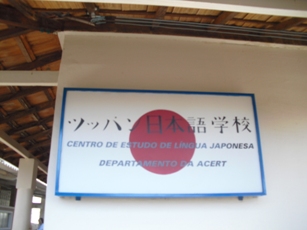 ツッパン日本語学校
CENTRO DE ESTUDO DE LÍNGUA JAPONESA
DEPARTAMENTO DA ACERT